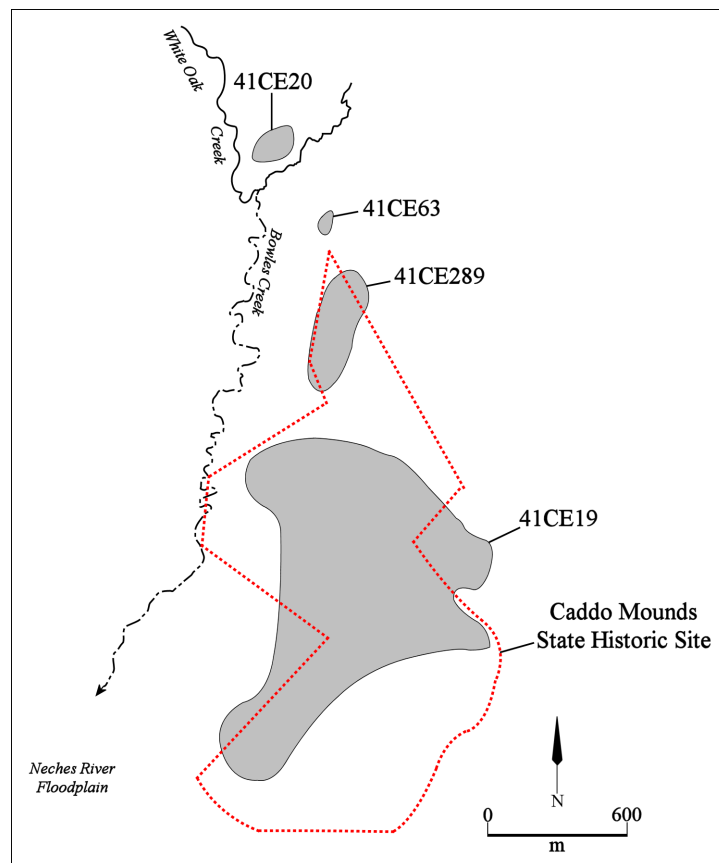 White Oak
Creek
41CE20
41CE63
Bowles Creek
41CE289
41CE19
Caddo Mounds
State Historic Site
Neches River
Floodplain
N
0 600
m